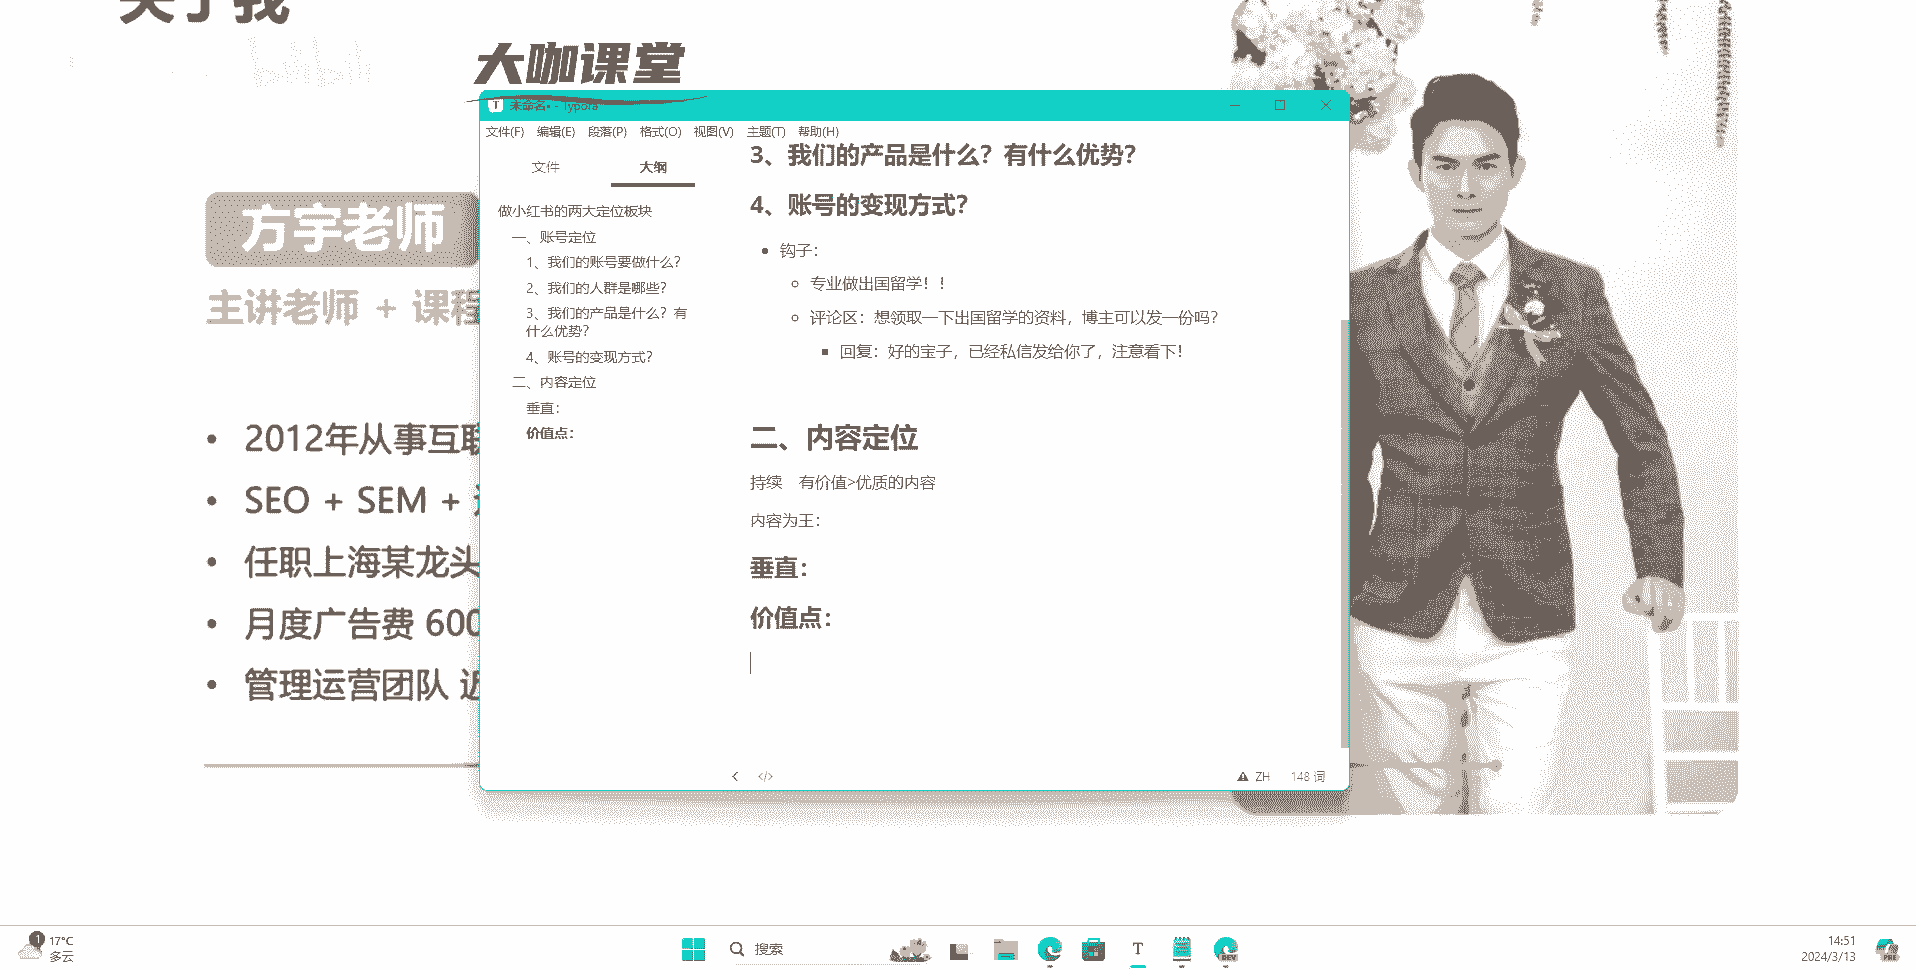 关于我
bilibili
大咖课堂
方宇老师
主讲老师 + 课程
2012年从事互联
SEO + SEM +
任职上海某龙头
月度广告费 600
管理运营团队 近
未命名• - Typora
文件(F) 编辑(E) 段落(P) 格式(O) 视图(V) 主题(T) 帮助(H)
文件 大纲
做小红书的两大定位板块
一、账号定位
1、我们的账号要做什么？
2、我们的人群是哪些？
3、我们的产品是什么？有
什么优势？
4、账号的变现方式？
二、内容定位
垂直：
价值点：
3、我们的产品是什么？有什么优势？
4、账号的变现方式？
钩子：
专业做出国留学！！
评论区：想领取一下出国留学的资料，博主可以发一份吗？
回复：好的宝子，已经私信发给你了，注意看下！
二、内容定位
持续 有价值>优质的内容
内容为王：
垂直：
价值点：
</> ZH 148 词
1 17°C
多云
搜索
T
DEV
14:51
2024/3/13
PRE